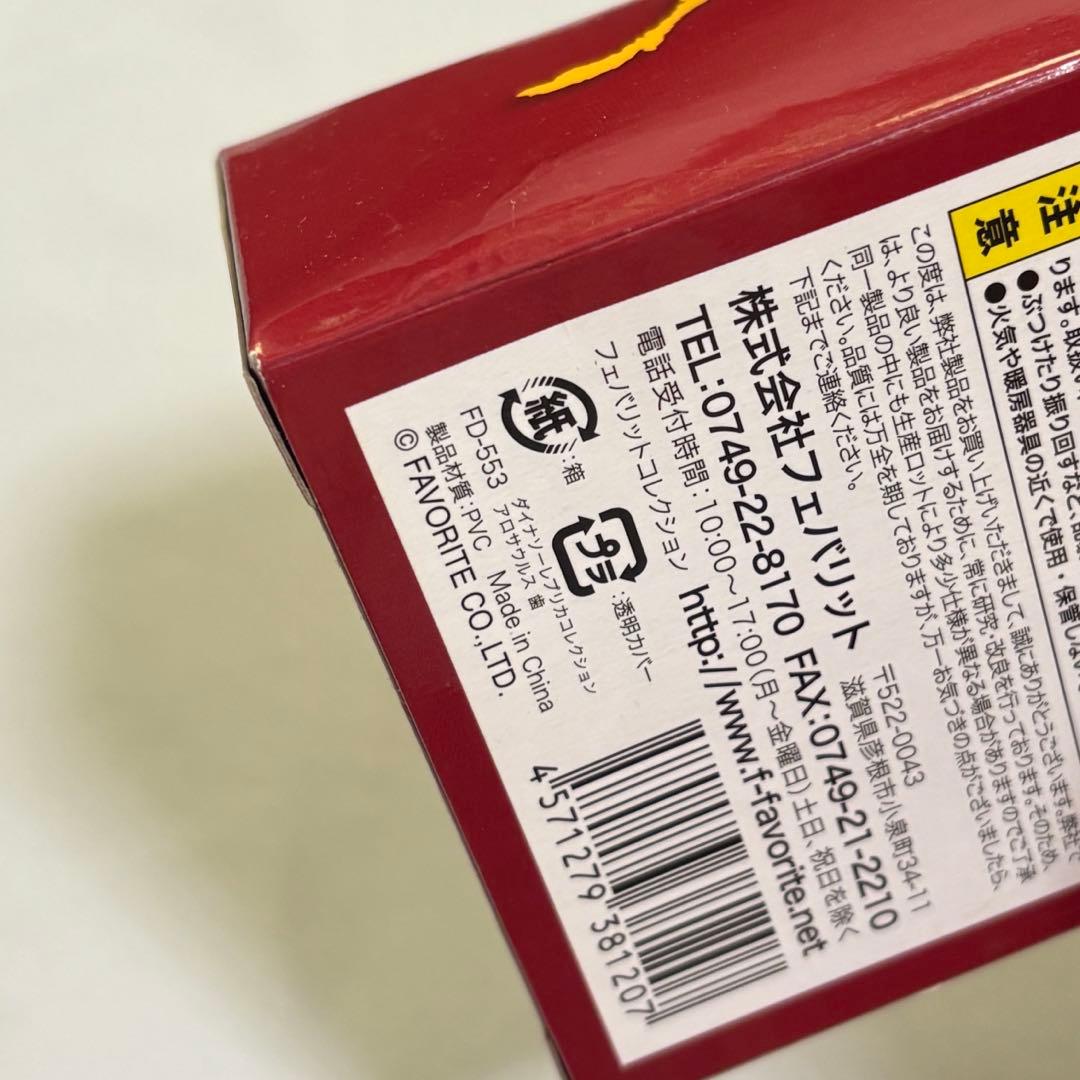 注意
ります。取扱い
●ぶつけたり振り回すなど
●火気や暖房器具の近くで使用・保管しない
この度は、弊社製品をお買い上げいただきまして、誠にありがとうございます。弊社で
は、より良い製品をお届けするために、常に研究・改良を行っております。そのため、
同一製品の中にも生産ロットにより多少仕様が異なる場合がありますのでご了承
ください。品質には万全を期しておりますが、万一お気づきの点がございましたら、
下記までご連絡ください。
株式会社フェバリット
〒522-0043
滋賀県彦根市小泉町34-11
TEL:0749-22-8170 FAX:0749-21-2210
電話受付時間:10:00〜17:00(月〜金曜日)土日、祝日を除く
フェバリットコレクション http://www.f-favorite.net
紙:箱
プラ:透明カバー
FD-553 ダイナソーレプリカコレクション
アロサウルス 歯
製品材質:PVC Made in China
©FAVORITE CO.,LTD.
4571279381207